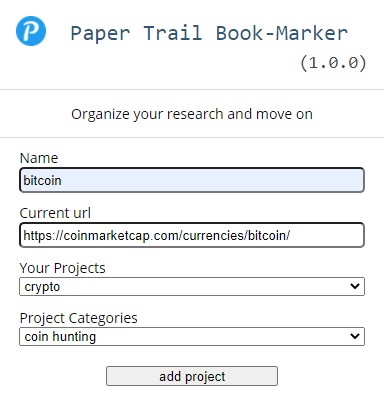 Paper Trail Book-Marker
(1.0.0)
Organize your research and move on
Name
bitcoin
Current url
https://coinmarketcap.com/currencies/bitcoin/
Your Projects
crypto
Project Categories
coin hunting
add project